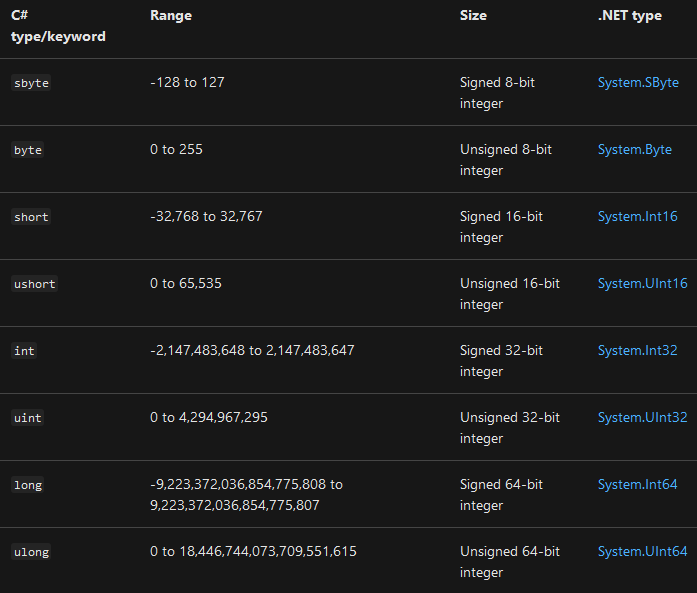 C# type/keyword Range Size .NET type
sbyte -128 to 127 Signed 8-bit integer System.SByte
byte 0 to 255 Unsigned 8-bit integer System.Byte
short -32,768 to 32,767 Signed 16-bit integer System.Int16
ushort 0 to 65,535 Unsigned 16-bit integer System.UInt16
int -2,147,483,648 to 2,147,483,647 Signed 32-bit integer System.Int32
uint 0 to 4,294,967,295 Unsigned 32-bit integer System.UInt32
long -9,223,372,036,854,775,808 to 9,223,372,036,854,775,807 Signed 64-bit integer System.Int64
ulong 0 to 18,446,744,073,709,551,615 Unsigned 64-bit integer System.UInt64